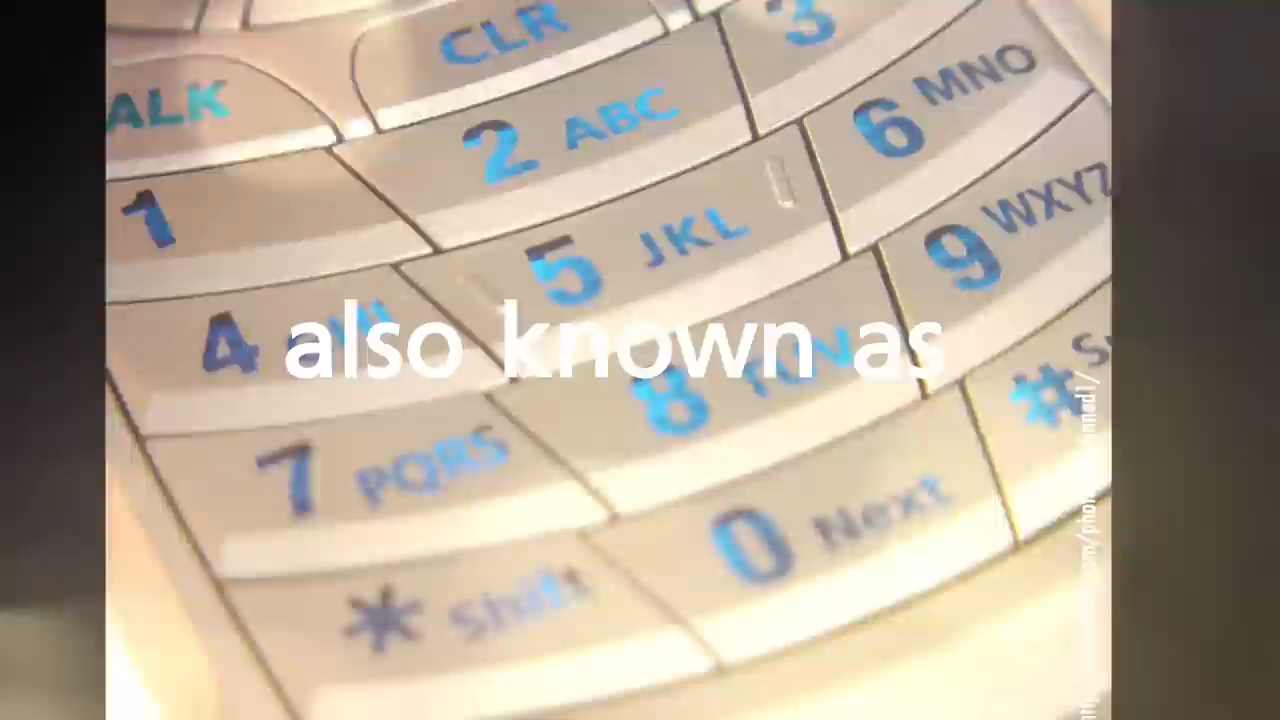 CLR
3
ALK
2 ABC
6 MNO
1
5 JKL
9 WXYZ
4
also known as
8 TUV
#
7 PQRS
0 Next
* Shift